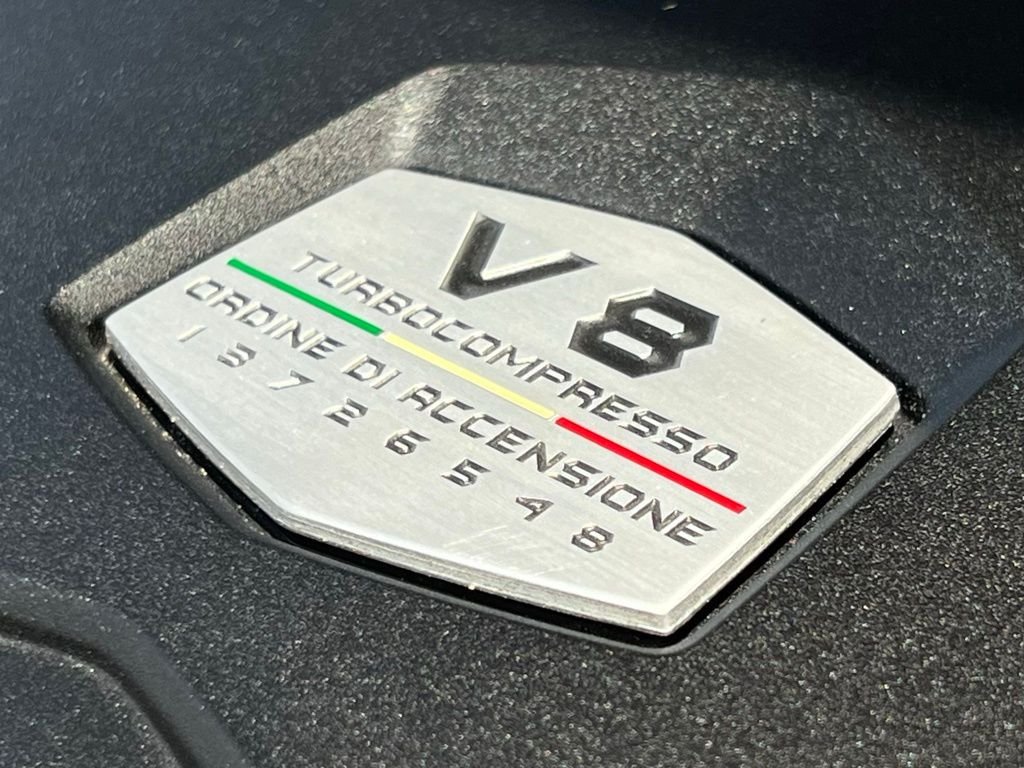 V8
TURBOCOMPRESSO
ORDINE DI ACCENSIONE
1 3 7 2 6 5 4 8